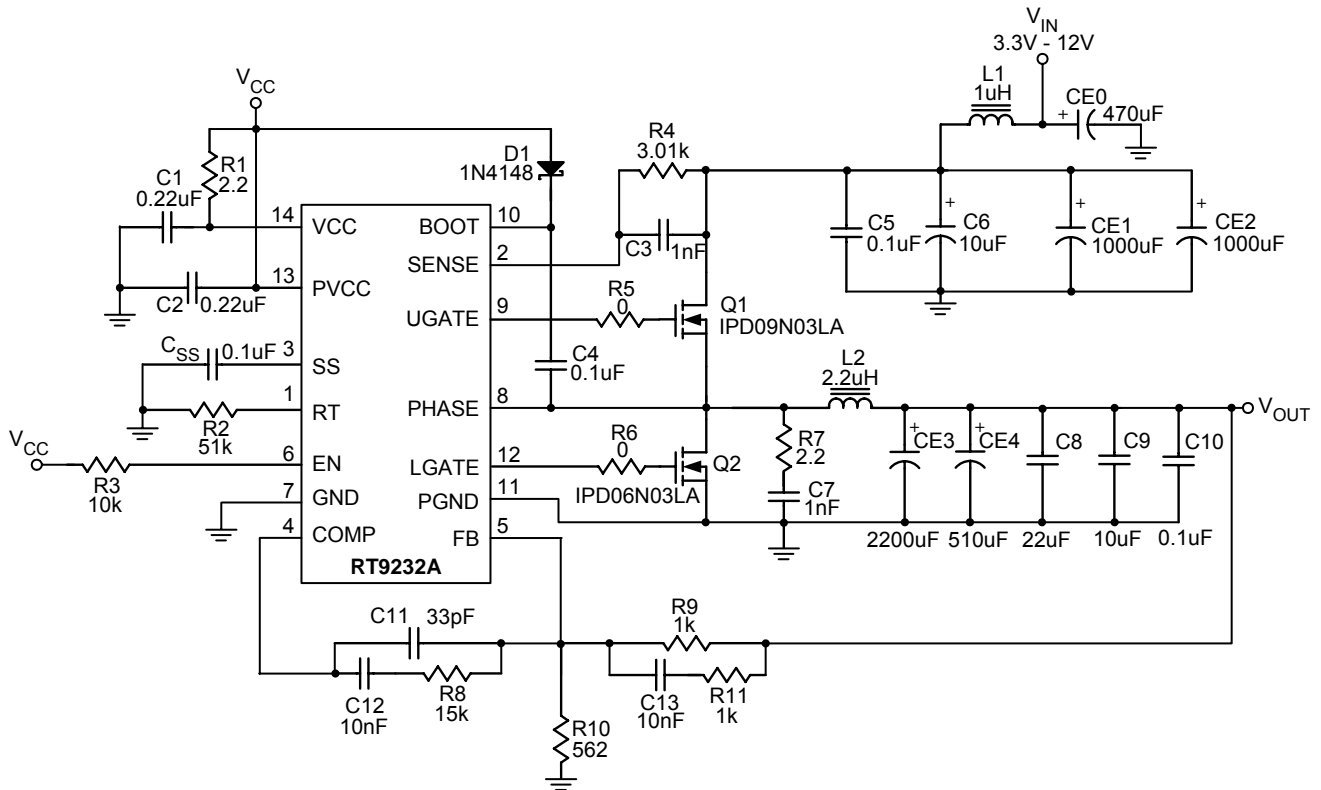 V_IN
3.3V - 12V
V_CC
L1
1uH
CE0
+
470uF
R4
3.01k
D1
1N4148
R1
2.2
C1
0.22uF
14
VCC
BOOT
10
C3
1nF
SENSE
2
C5
0.1uF
+
C6
10uF
+
CE1
1000uF
+
CE2
1000uF
13
PVCC
C2
0.22uF
R5
0
UGATE
9
Q1
IPD09N03LA
C_SS
0.1uF
3
SS
C4
0.1uF
L2
2.2uH
1
RT
PHASE
8
V_OUT
R2
51k
V_CC
R3
10k
6
EN
LGATE
12
R6
0
Q2
IPD06N03LA
R7
2.2
+
CE3
+
CE4
C8
C9
C10
7
GND
PGND
11
C7
1nF
4
COMP
FB
5
2200uF
510uF
22uF
10uF
0.1uF
RT9232A
C11
33pF
R9
1k
C12
10nF
R8
15k
C13
10nF
R11
1k
R10
562